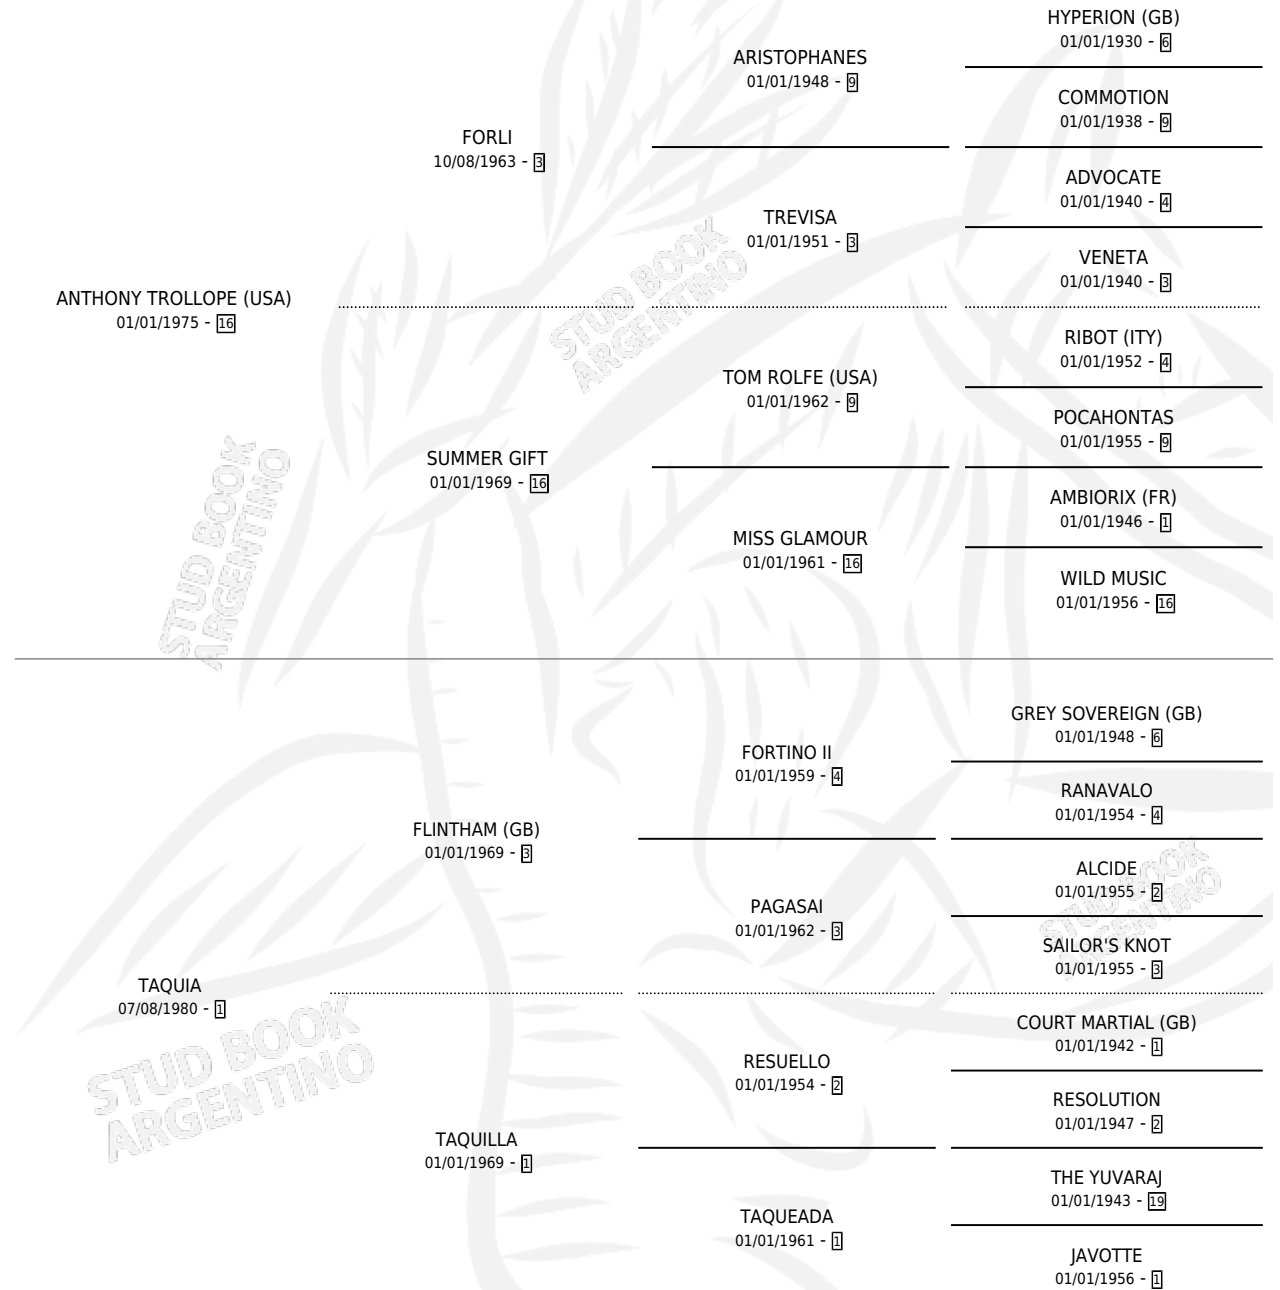 HYPERION (GB)
01/01/1930 - 6
ARISTOPHANES
01/01/1948 - 9
COMMOTION
01/01/1938 - 9
FORLI
10/08/1963 - 3
ADVOCATE
01/01/1940 - 4
TREVISA
01/01/1951 - 3
VENETA
01/01/1940 - 3
ANTHONY TROLLOPE (USA)
01/01/1975 - 16
RIBOT (ITY)
01/01/1952 - 4
TOM ROLFE (USA)
01/01/1962 - 9
POCAHONTAS
01/01/1955 - 9
SUMMER GIFT
01/01/1969 - 16
AMBIORIX (FR)
01/01/1946 - 1
MISS GLAMOUR
01/01/1961 - 16
WILD MUSIC
01/01/1956 - 16
GREY SOVEREIGN (GB)
01/01/1948 - 6
FORTINO II
01/01/1959 - 4
RANAVALO
01/01/1954 - 4
FLINTHAM (GB)
01/01/1969 - 3
ALCIDE
01/01/1955 - 2
PAGASAI
01/01/1962 - 3
SAILOR'S KNOT
01/01/1955 - 3
TAQUIA
07/08/1980 - 1
COURT MARTIAL (GB)
01/01/1942 - 1
RESUELLO
01/01/1954 - 2
RESOLUTION
01/01/1947 - 2
TAQUILLA
01/01/1969 - 1
THE YUVARAJ
01/01/1943 - 19
TAQUEADA
01/01/1961 - 1
JAVOTTE
01/01/1956 - 1
STUD BOOK
ARGENTINO
STUD BOOK
ARGENTINO
STUD BOOK
ARGENTINO
STUD BOOK
ARGENTINO